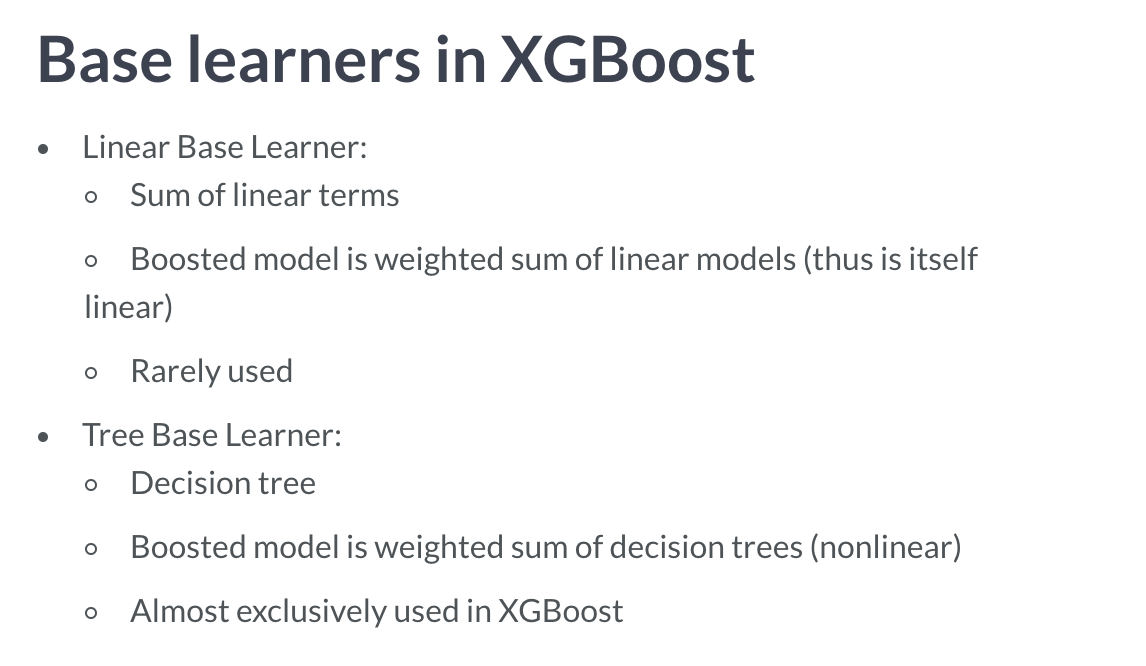 Base learners in XGBoost
• Linear Base Learner:
○ Sum of linear terms
○ Boosted model is weighted sum of linear models (thus is itself
linear)
○ Rarely used
• Tree Base Learner:
○ Decision tree
○ Boosted model is weighted sum of decision trees (nonlinear)
○ Almost exclusively used in XGBoost